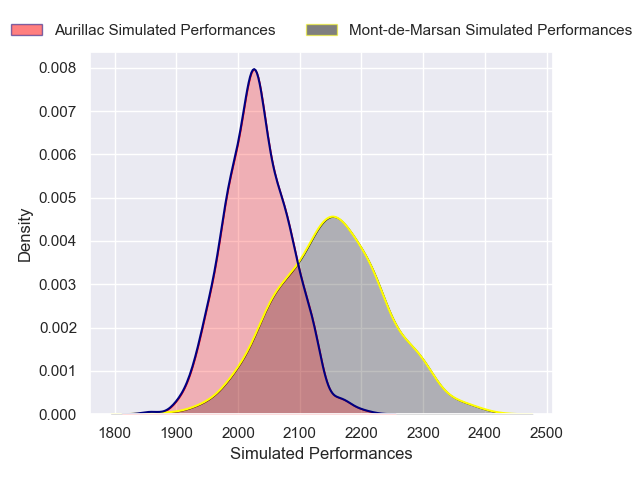 Aurillac Simulated Performances Mont-de-Marsan Simulated Performances
0.008
0.007
0.006
0.005
0.004
0.003
0.002
0.001
0.000
Density
1800 1900 2000 2100 2200 2300 2400 2500
Simulated Performances